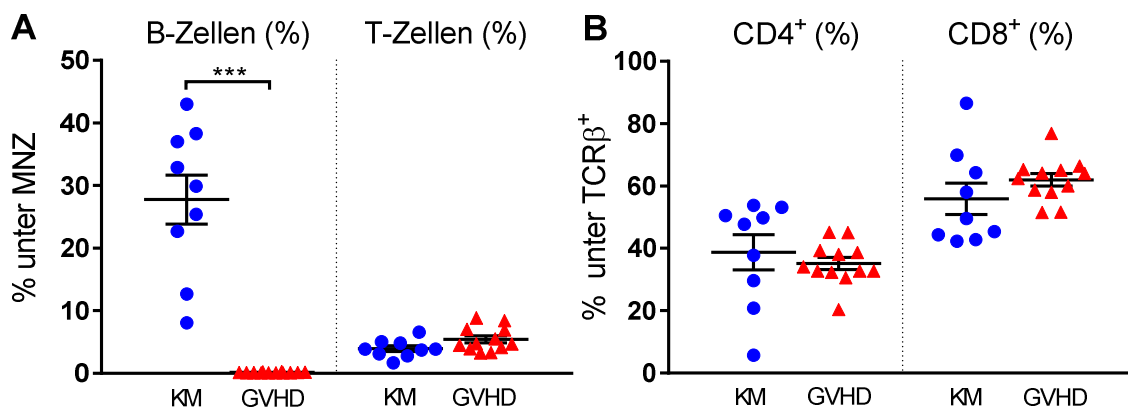 A
B-Zellen (%)
T-Zellen (%)
% unter MNZ
50
40
30
20
10
0
***
KM
GVHD
KM
GVHD
B
CD4⁺ (%)
CD8⁺ (%)
% unter TCRβ⁺
100
80
60
40
20
0
KM
GVHD
KM
GVHD